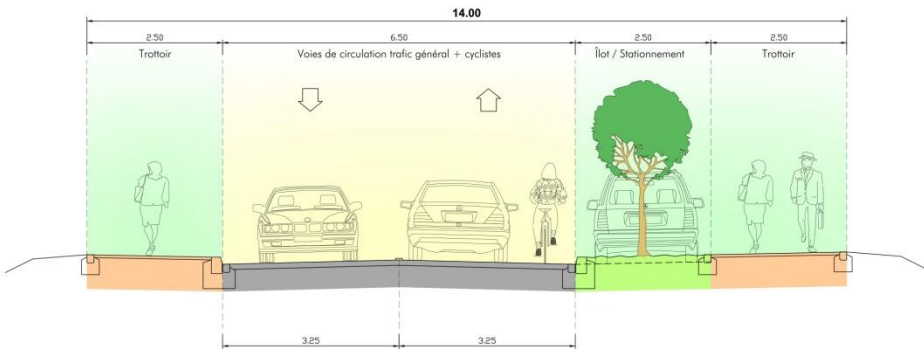 14.00
2.50 6.50 2.50 2.50
Trottoir Voies de circulation trafic général + cyclistes Îlot / Stationnement Trottoir
3.25 3.25